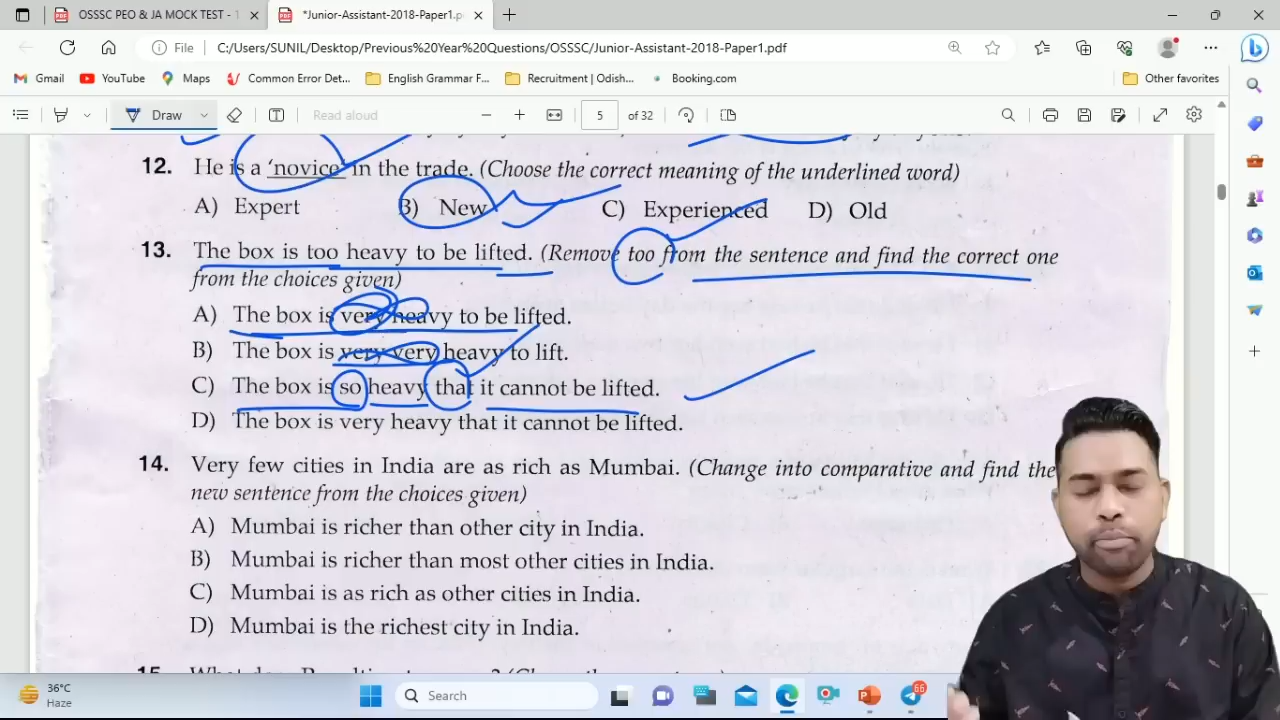 OSSSC PEO & JA MOCK TEST - 1
*Junior-Assistant-2018-Paper1.p
File C:/Users/SUNIL/Desktop/Previous%20Year%20Questions/OSSSC/Junior-Assistant-2018-Paper1.pdf
Gmail YouTube Maps Common Error Det... English Grammar F... Recruitment | Odish... Booking.com Other favorites
Draw Read aloud 5 of 32
12. He is a 'novice' in the trade. (Choose the correct meaning of the underlined word)
A) Expert B) New C) Experienced D) Old
13. The box is too heavy to be lifted. (Remove too from the sentence and find the correct one
from the choices given)
A) The box is very heavy to be lifted.
B) The box is very very heavy to lift.
C) The box is so heavy that it cannot be lifted.
D) The box is very heavy that it cannot be lifted.
14. Very few cities in India are as rich as Mumbai. (Change into comparative and find the
new sentence from the choices given)
A) Mumbai is richer than other city in India.
B) Mumbai is richer than most other cities in India.
C) Mumbai is as rich as other cities in India.
D) Mumbai is the richest city in India.
36°C
Haze
Search
66